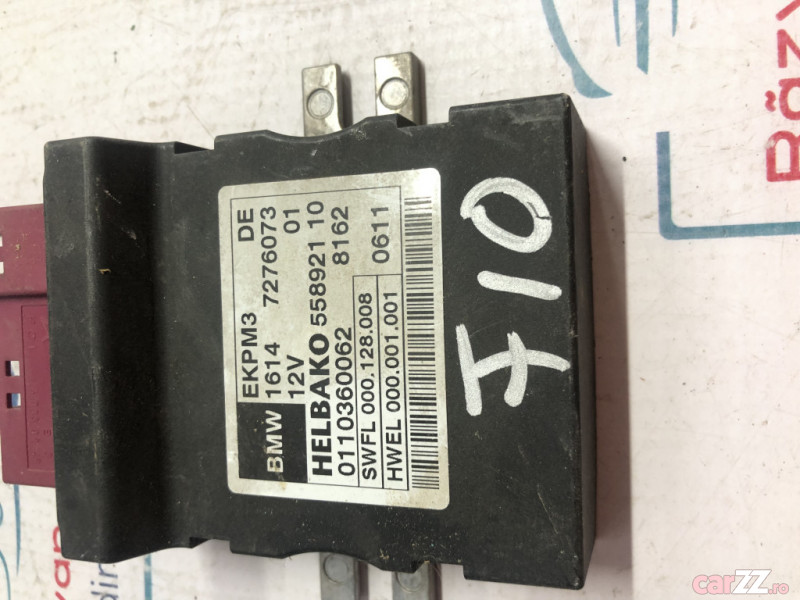 BMW EKPM3 DE
1614 7276073
12V 01
HELBAKO 558921 10
0110360062 8162
SWFL 000.128.008
HWEL 000.001.001 0611
F10
carzz.ro